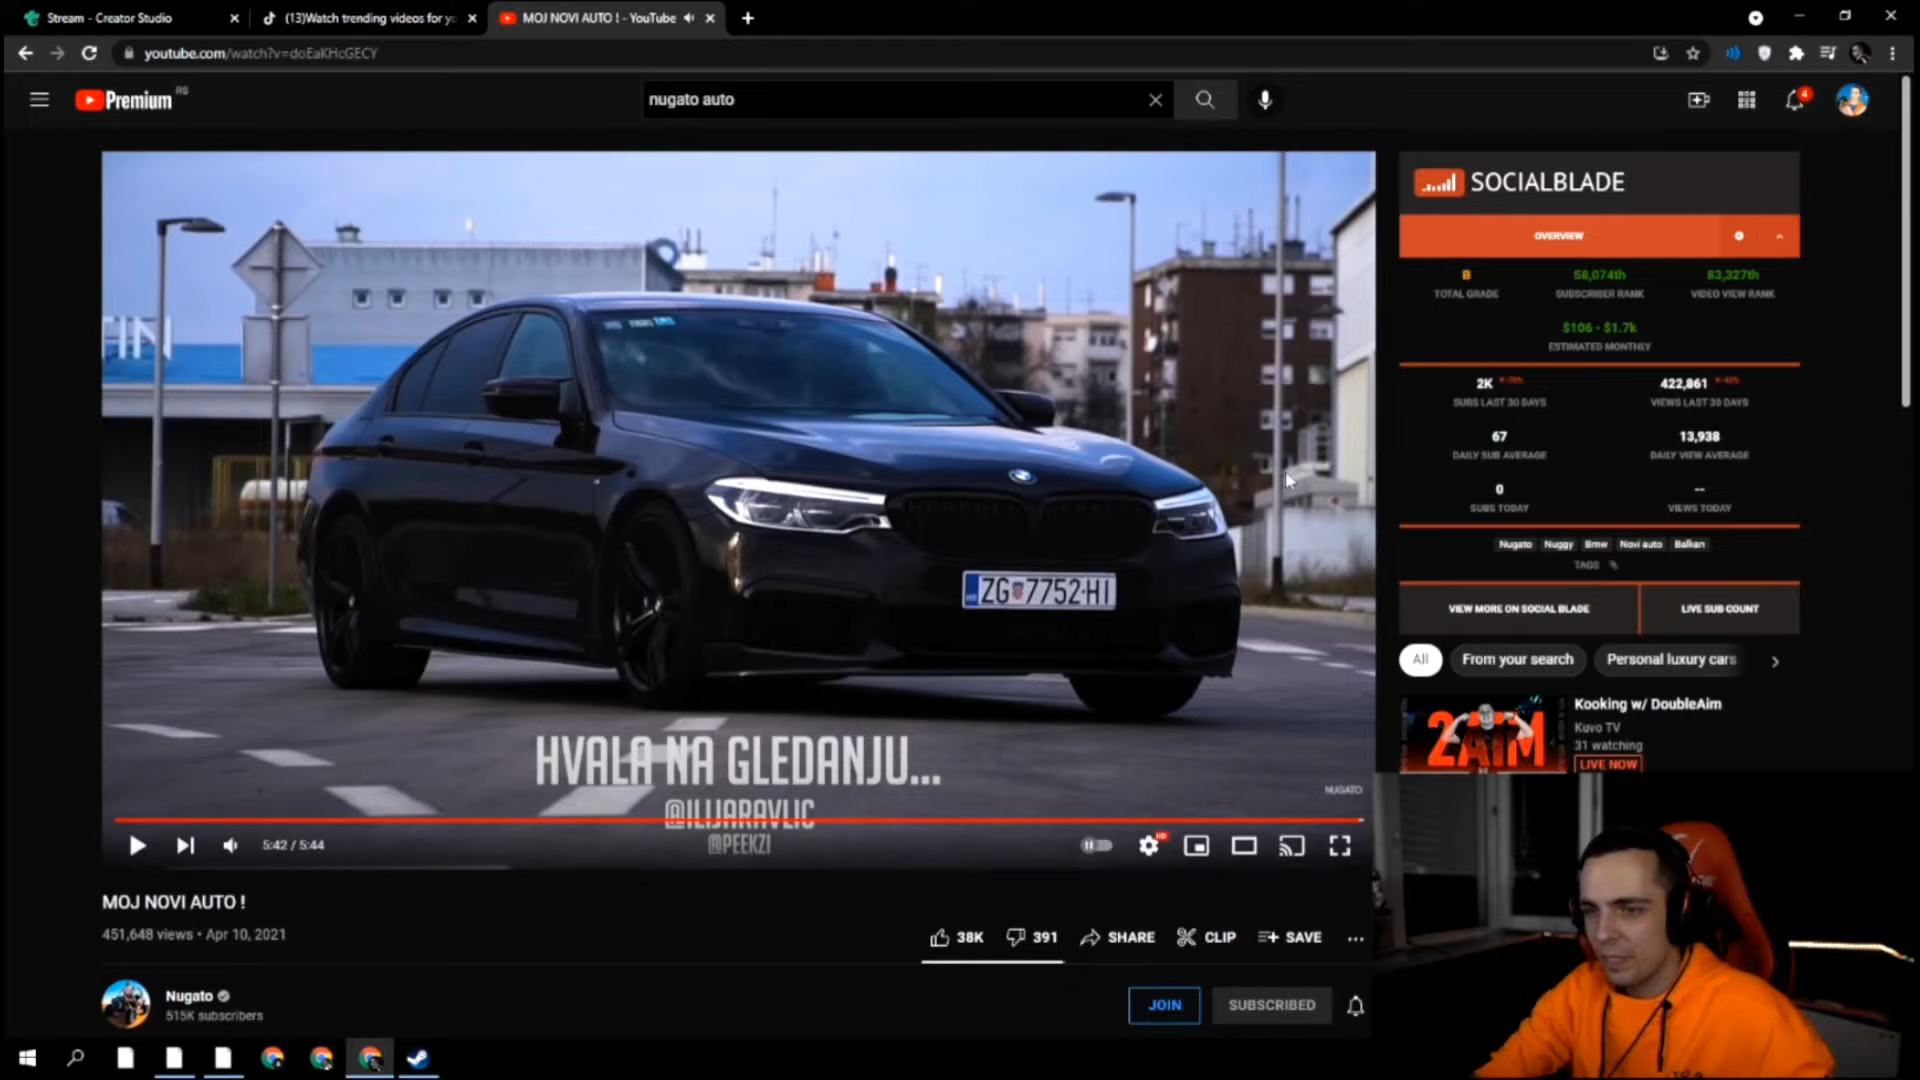 Stream - Creator Studio
(13)Watch trending videos for yo
MOJ NOVI AUTO ! - YouTube
youtube.com/watch?v=doEaKHcGECY
Premium RS
nugato auto
4
SOCIALBLADE
OVERVIEW
B
58,074th
83,327th
TOTAL GRADE
SUBSCRIBER RANK
VIDEO VIEW RANK
$106 - $1.7k
ESTIMATED MONTHLY
2K
422,861
SUBS LAST 30 DAYS
VIEWS LAST 30 DAYS
67
13,938
DAILY SUB AVERAGE
DAILY VIEW AVERAGE
0
--
SUBS TODAY
VIEWS TODAY
Nugato Nuggy Bmw Novi auto Balkan
TAGS
VIEW MORE ON SOCIAL BLADE
LIVE SUB COUNT
All
From your search
Personal luxury cars
2AIM
Kooking w/ DoubleAim
Kuvo TV
31 watching
LIVE NOW
ZG 7752-HI
HVALA NA GLEDANJU...
@ILIJARAVLIC
@PEEKZI
NUGATO
5:42 / 5:44
HD
MOJ NOVI AUTO !
451,648 views • Apr 10, 2021
38K
391
SHARE
CLIP
SAVE
Nugato
515K subscribers
JOIN
SUBSCRIBED